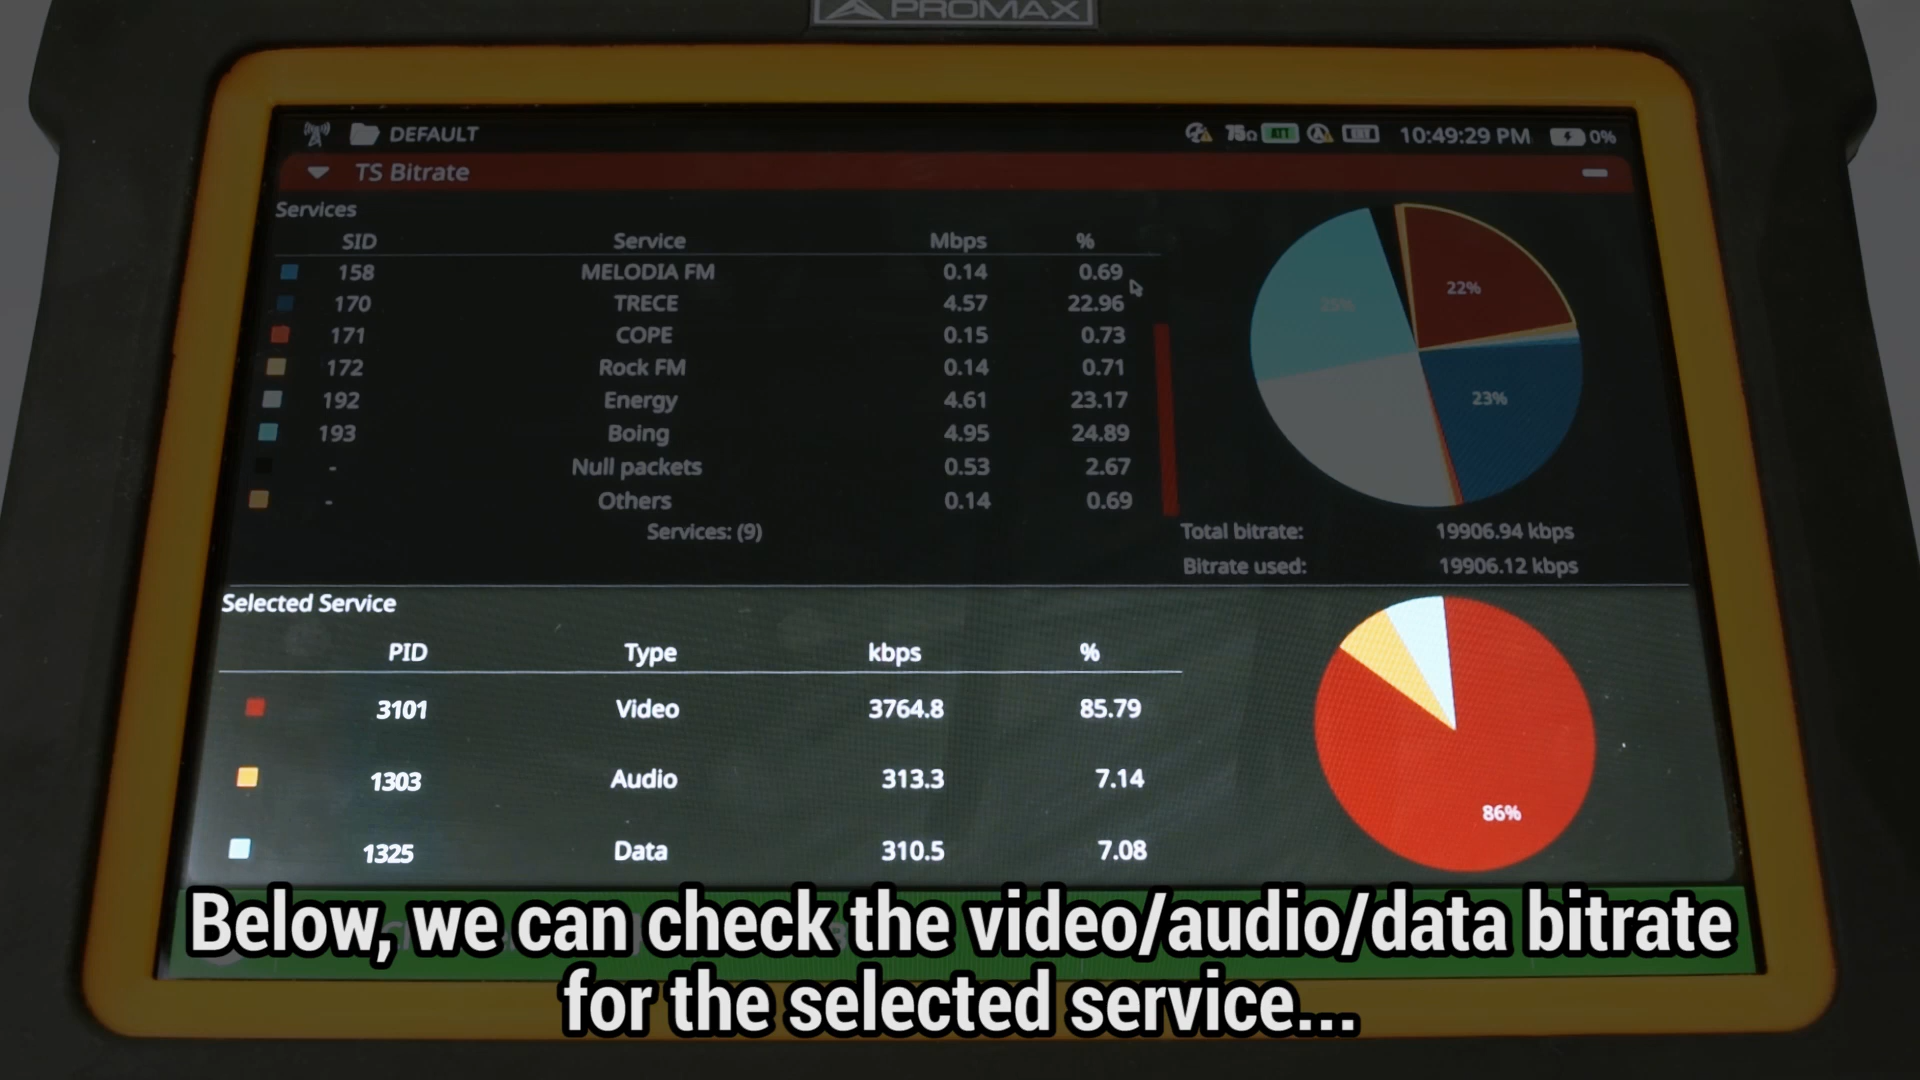 PROMAX
DEFAULT 75Ω ATT EXT 10:49:29 PM 0%
TS Bitrate
Services
SID Service Mbps %
158 MELODIA FM 0.14 0.69
170 TRECE 4.57 22.96
171 COPE 0.15 0.73
172 Rock FM 0.14 0.71
192 Energy 4.61 23.17
193 Boing 4.95 24.89
- Null packets 0.53 2.67
- Others 0.14 0.69
Services: (9)
22%
25%
23%
Total bitrate: 19906.94 kbps
Bitrate used: 19906.12 kbps
Selected Service
PID Type kbps %
3101 Video 3764.8 85.79
1303 Audio 313.3 7.14
1325 Data 310.5 7.08
86%
Below, we can check the video/audio/data bitrate
for the selected service...